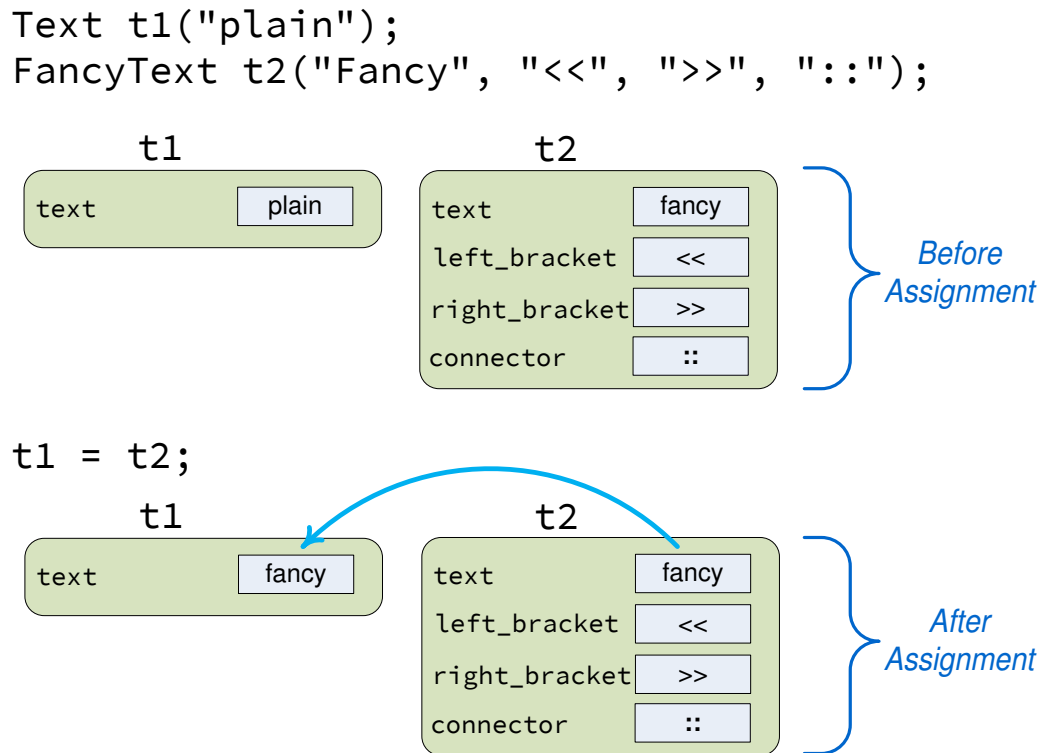 Text t1("plain");
FancyText t2("Fancy", "<<", ">>", "::");
t1 t2
text plain text fancy
left_bracket <<
right_bracket >>
connector ::
Before
Assignment
t1 = t2;
t1 t2
text fancy text fancy
left_bracket <<
right_bracket >>
connector ::
After
Assignment